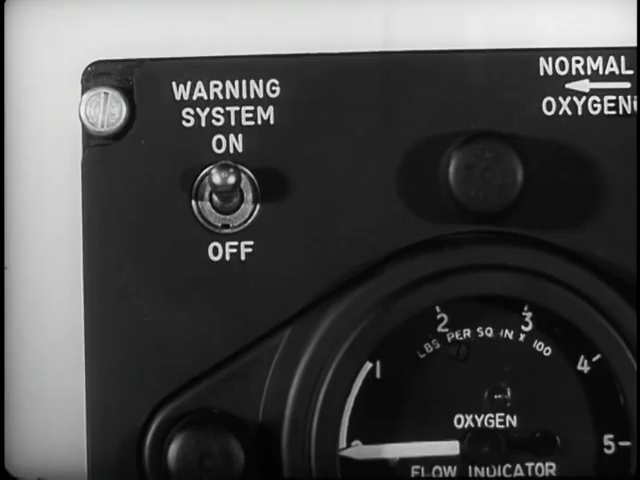 WARNING
SYSTEM
ON
OFF
NORMAL
OXYGEN
1
2
3
4
5
LBS PER SQ IN X 100
OXYGEN
FLOW INDICATOR